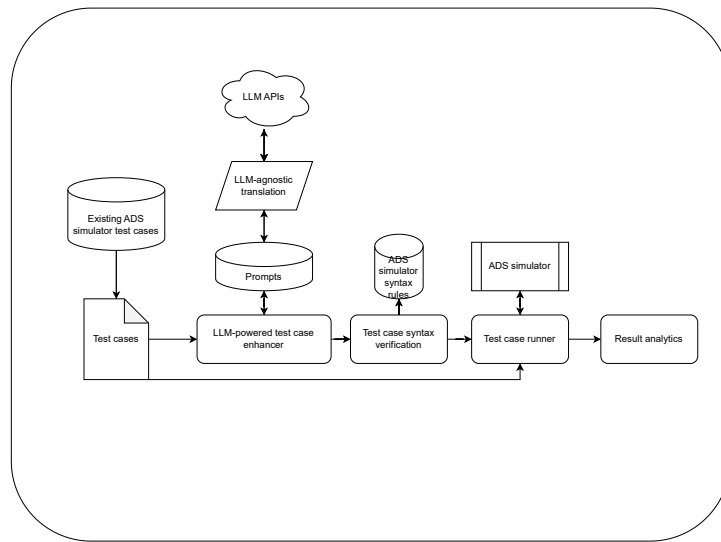 LLM APIs
LLM-agnostic
translation
Existing ADS
simulator test cases
Prompts
ADS
simulator
syntax
rules
ADS simulator
Test cases
LLM-powered test case
enhancer
Test case syntax
verification
Test case runner
Result analytics